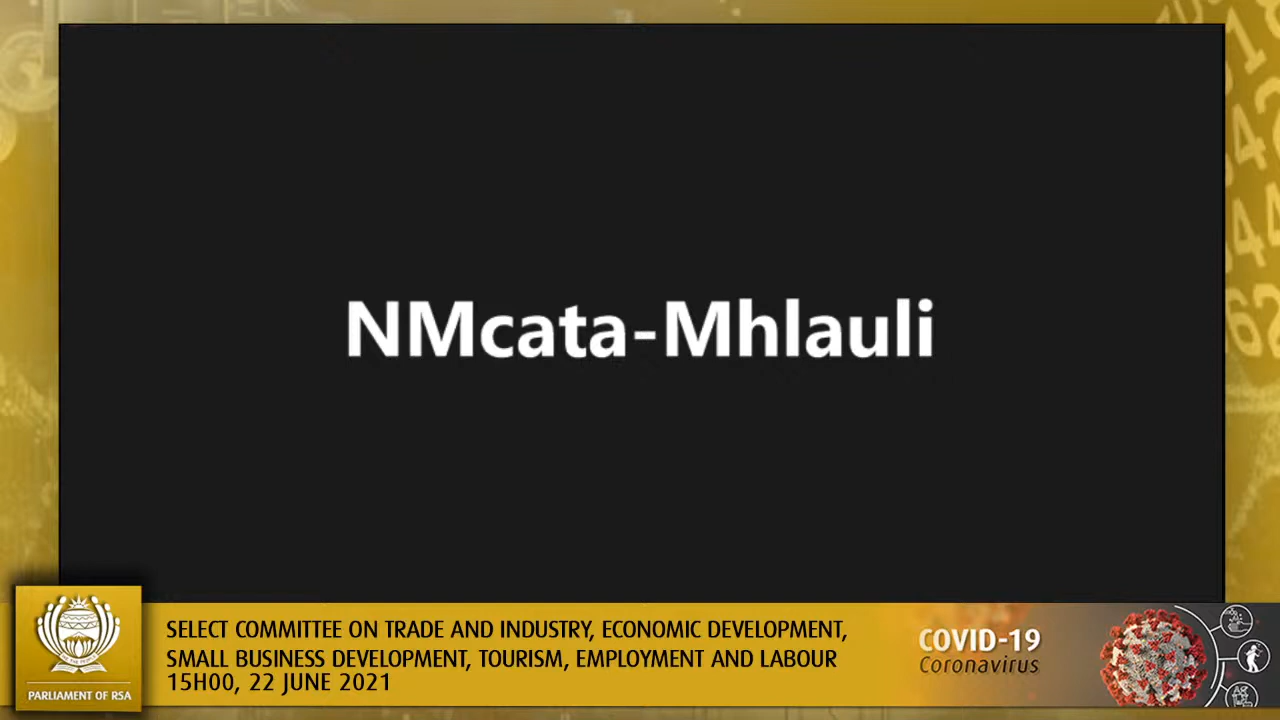 NMcata-Mhlauli
SELECT COMMITTEE ON TRADE AND INDUSTRY, ECONOMIC DEVELOPMENT,
SMALL BUSINESS DEVELOPMENT, TOURISM, EMPLOYMENT AND LABOUR
15H00, 22 JUNE 2021
PARLIAMENT OF RSA
COVID-19
Coronavirus